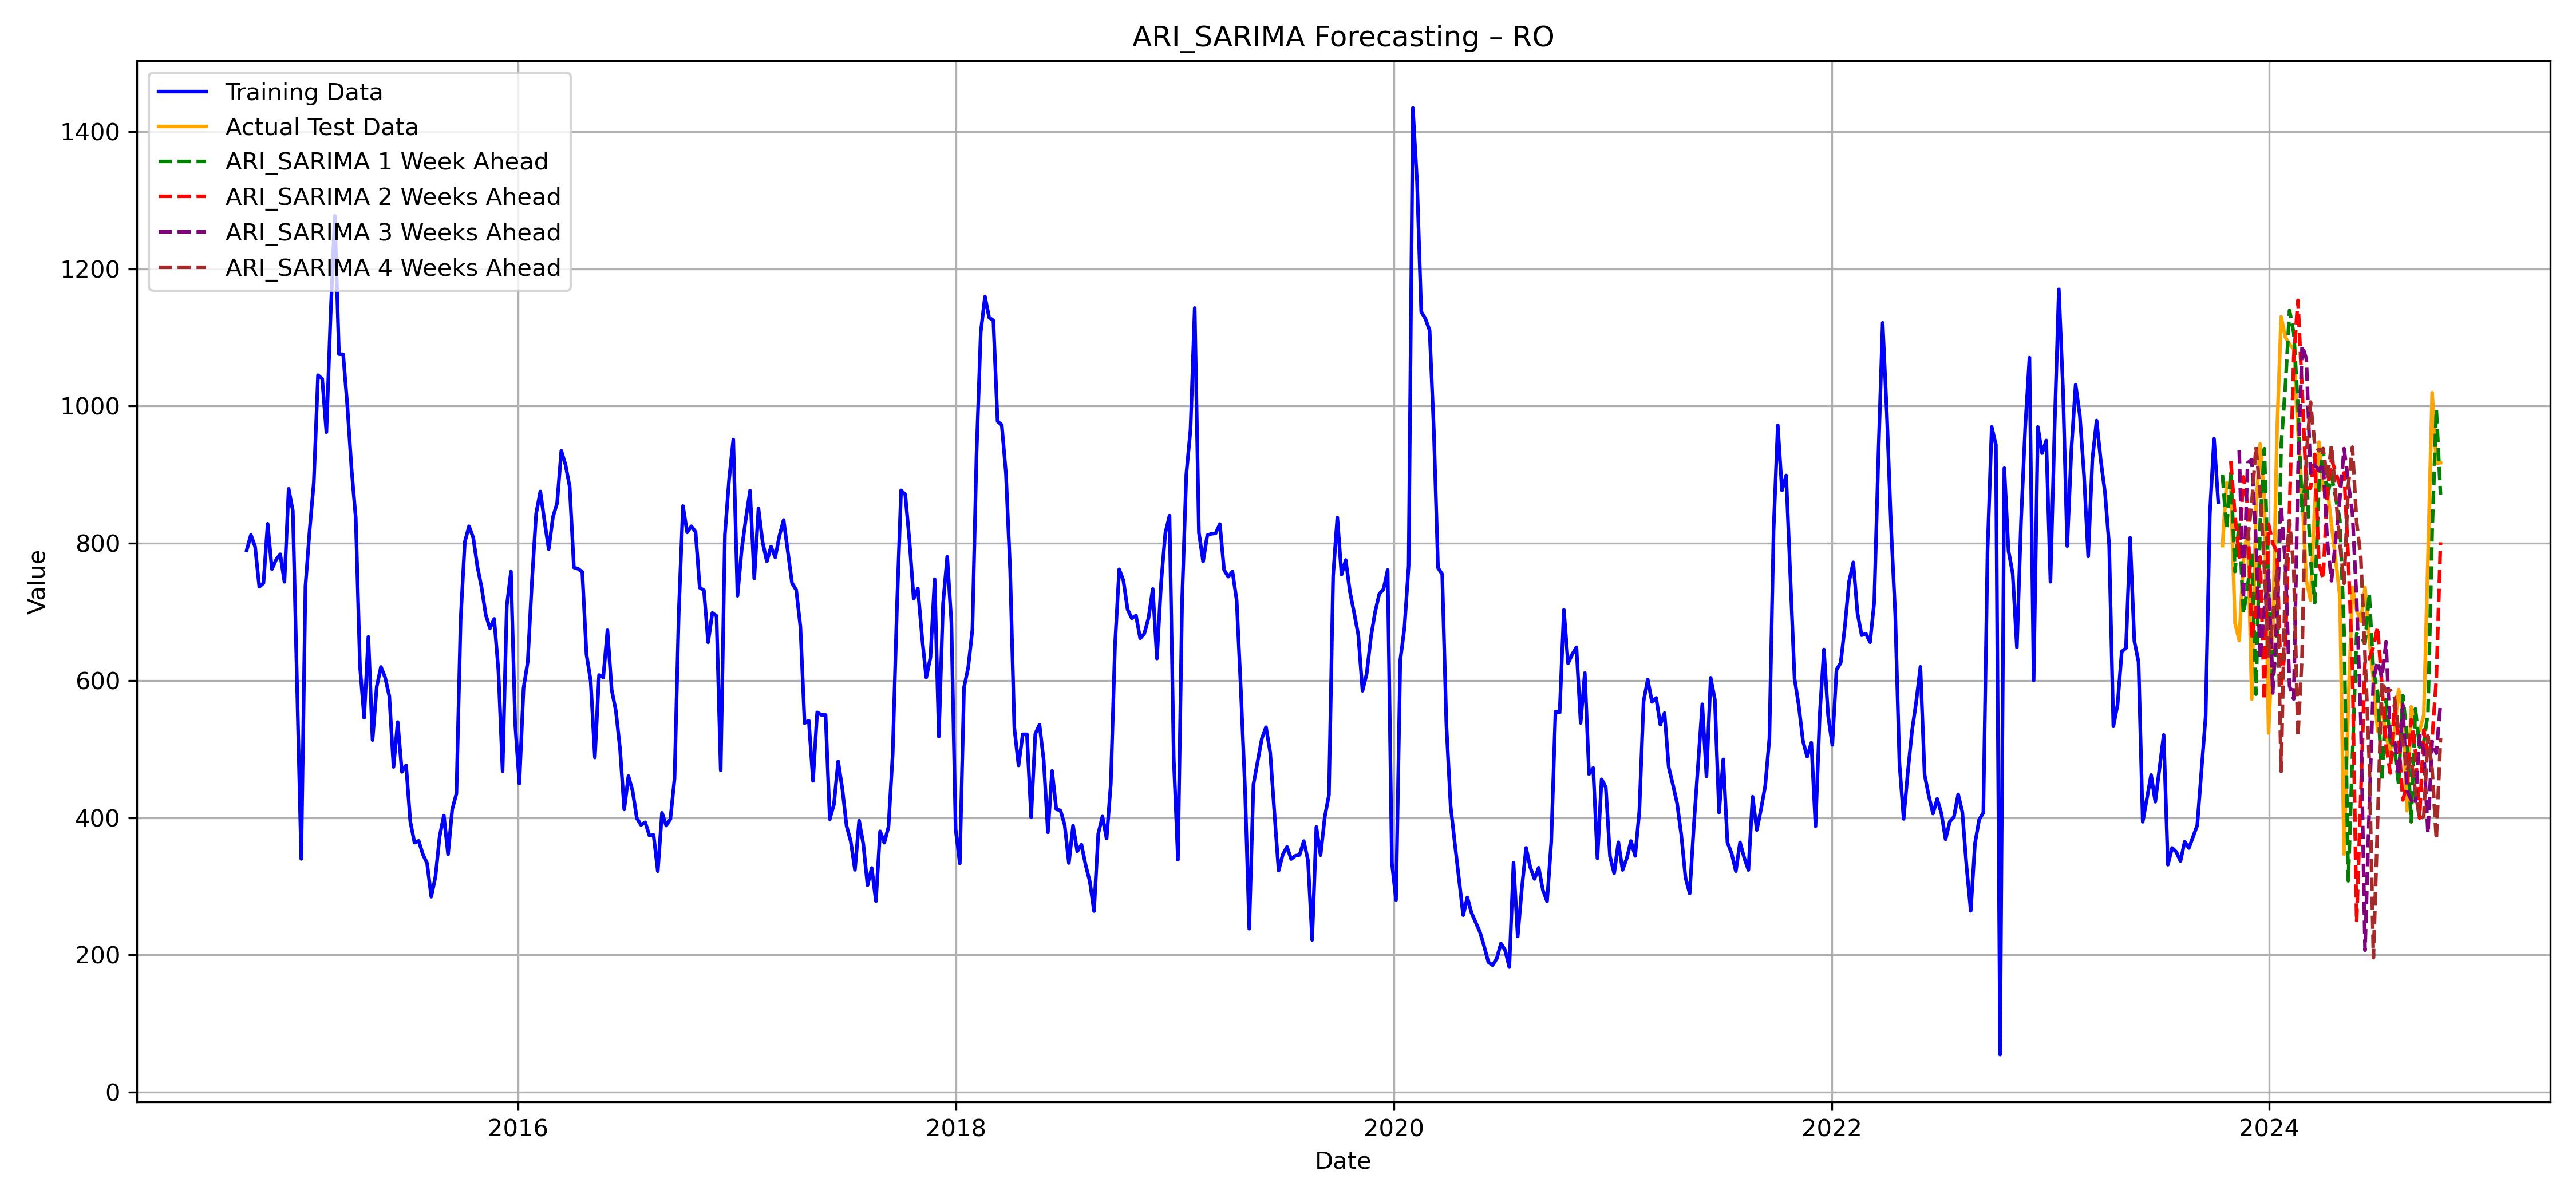 ARI_SARIMA Forecasting – RO
Training Data
Actual Test Data
ARI_SARIMA 1 Week Ahead
ARI_SARIMA 2 Weeks Ahead
ARI_SARIMA 3 Weeks Ahead
ARI_SARIMA 4 Weeks Ahead
Value
1400
1200
1000
800
600
400
200
0
2016
2018
2020
2022
2024
Date